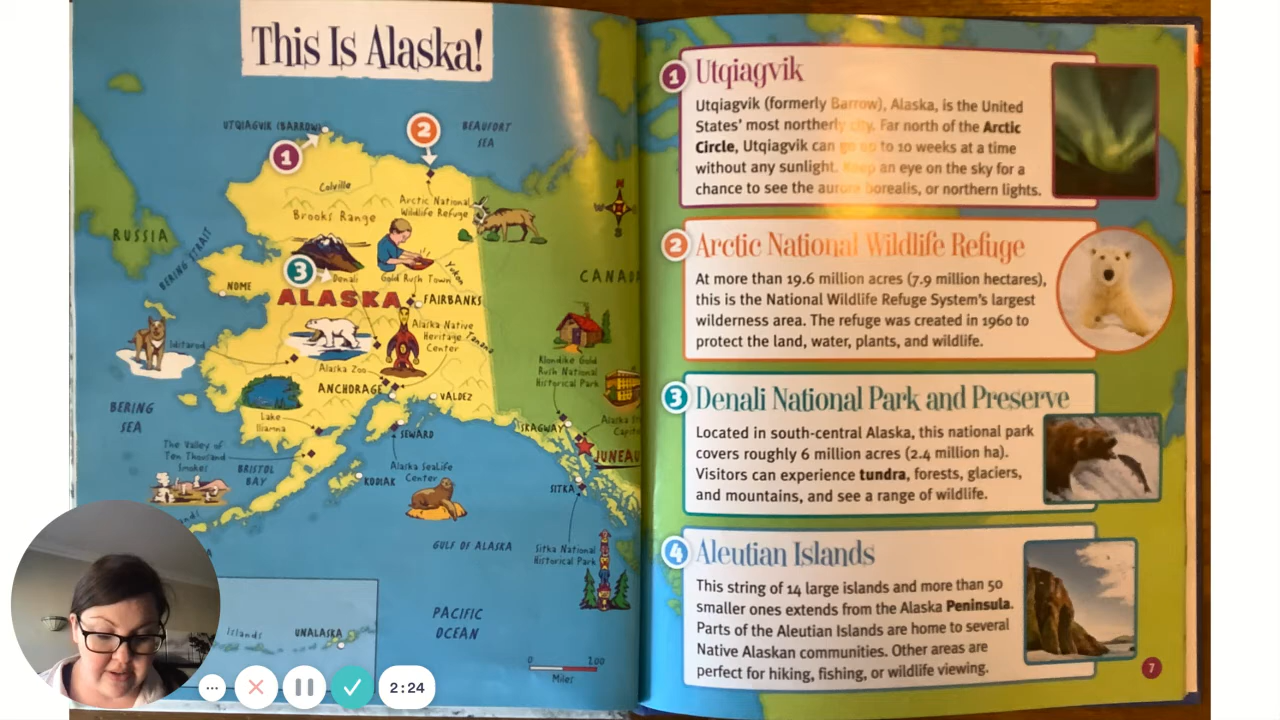 This Is Alaska!
UTQIAGVIK (BARROW)
1
2
BEAUFORT
SEA
Colville
Arctic National
Wildlife Refuge
Brooks Range
N
W
S
RUSSIA
BERING STRAIT
3
Denali
Gold Rush Town
Yukon
CANADA
NOME
ALASKA
FAIRBANKS
Alaska Native
Heritage
Center
Tanana
Iditarod
Alaska Zoo
ANCHORAGE
VALDEZ
Klondike Gold
Rush National
Historical Park
BERING
SEA
Lake
Iliamna
SEWARD
SKAGWAY
Alaska
JUNEAU
The Valley of
Ten Thousand
Smokes
BRISTOL
BAY
KODIAK
Alaska SeaLife
Center
SITKA
GULF OF ALASKA
Sitka National
Historical Park
PACIFIC
OCEAN
Islands
UNALASKA
0 200
Miles
2:24
1 Utqiagvik
Utqiagvik (formerly Barrow), Alaska, is the United
States' most northerly city. Far north of the Arctic
Circle, Utqiagvik can go up to 10 weeks at a time
without any sunlight. Keep an eye on the sky for a
chance to see the aurora borealis, or northern lights.
2 Arctic National Wildlife Refuge
At more than 19.6 million acres (7.9 million hectares),
this is the National Wildlife Refuge System's largest
wilderness area. The refuge was created in 1960 to
protect the land, water, plants, and wildlife.
3 Denali National Park and Preserve
Located in south-central Alaska, this national park
covers roughly 6 million acres (2.4 million ha).
Visitors can experience tundra, forests, glaciers,
and mountains, and see a range of wildlife.
4 Aleutian Islands
This string of 14 large islands and more than 50
smaller ones extends from the Alaska Peninsula.
Parts of the Aleutian Islands are home to several
Native Alaskan communities. Other areas are
perfect for hiking, fishing, or wildlife viewing.
7